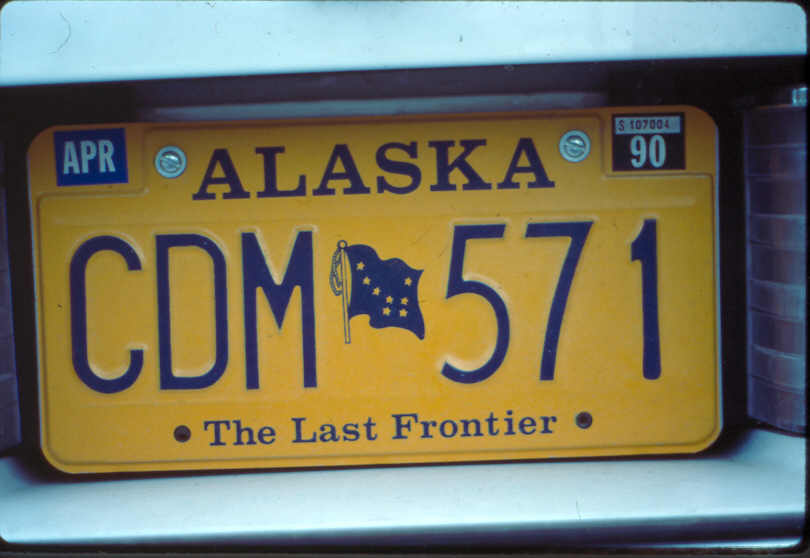 APR
S 107004
90
ALASKA
CDM 571
The Last Frontier